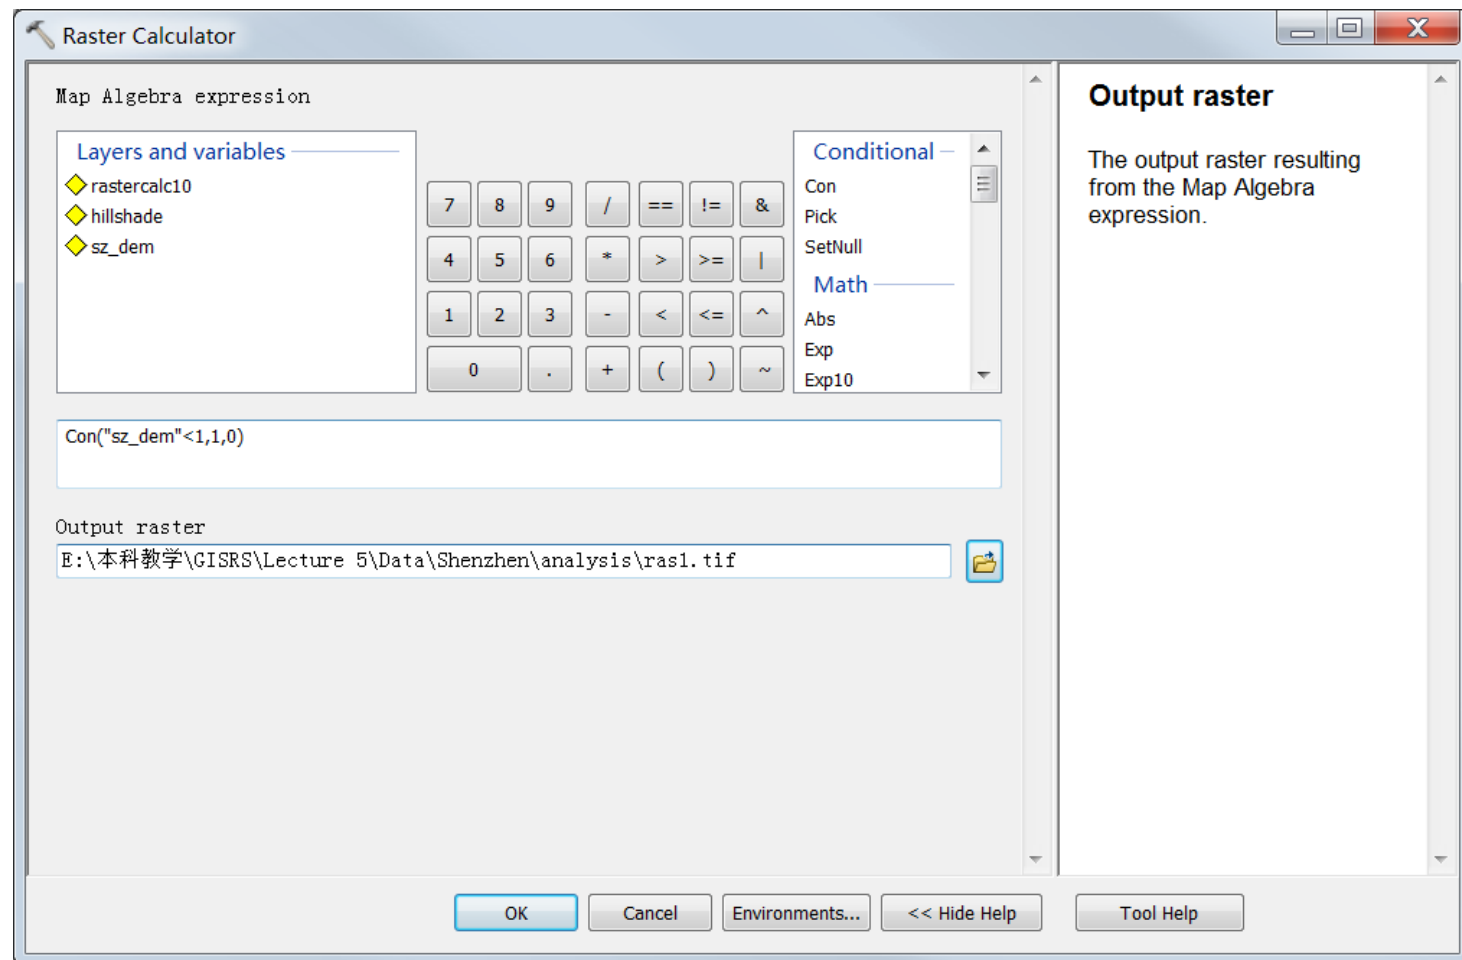 Raster Calculator
Map Algebra expression
Layers and variables
rastercalc10
hillshade
sz_dem
7 8 9 / == != &
4 5 6 * > >= |
1 2 3 - < <= ^
0 . + ( ) ~
Conditional
Con
Pick
SetNull
Math
Abs
Exp
Exp10
Con("sz_dem"<1,1,0)
Output raster
E:\本科教学\GISRS\Lecture 5\Data\Shenzhen\analysis\ras1.tif
OK Cancel Environments... << Hide Help Tool Help
Output raster
The output raster resulting
from the Map Algebra
expression.